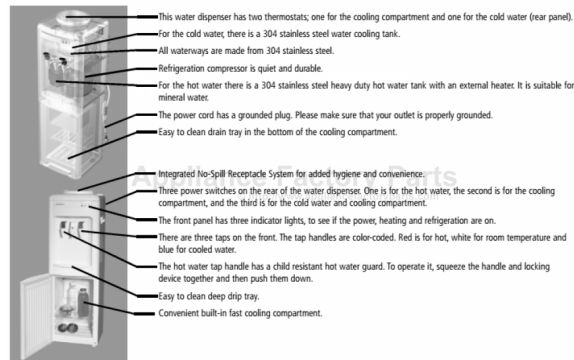 This water dispenser has two thermostats; one for the cooling compartment and one for the cold water (rear panel).
For the cold water, there is a 304 stainless steel water cooling tank.
All waterways are made from 304 stainless steel.
Refrigeration compressor is quiet and durable.
For the hot water there is a 304 stainless steel heavy duty hot water tank with an external heater. It is suitable for
mineral water.
The power cord has a grounded plug. Please make sure that your outlet is properly grounded.
Easy to clean drain tray in the bottom of the cooling compartment.
Appliance Factory Parts
Integrated No-Spill Receptacle System for added hygiene and convenience.
Three power switches on the rear of the water dispenser. One is for the hot water, the second is for the cooling
compartment, and the third is for the cold water and cooling compartment.
The front panel has three indicator lights, to see if the power, heating and refrigeration are on.
There are three taps on the front. The tap handles are color-coded. Red is for hot, white for room temperature and
blue for cooled water.
The hot water tap handle has a child resistant hot water guard. To operate it, squeeze the handle and locking
device together and then push them down.
Easy to clean deep drip tray.
Convenient built-in fast cooling compartment.